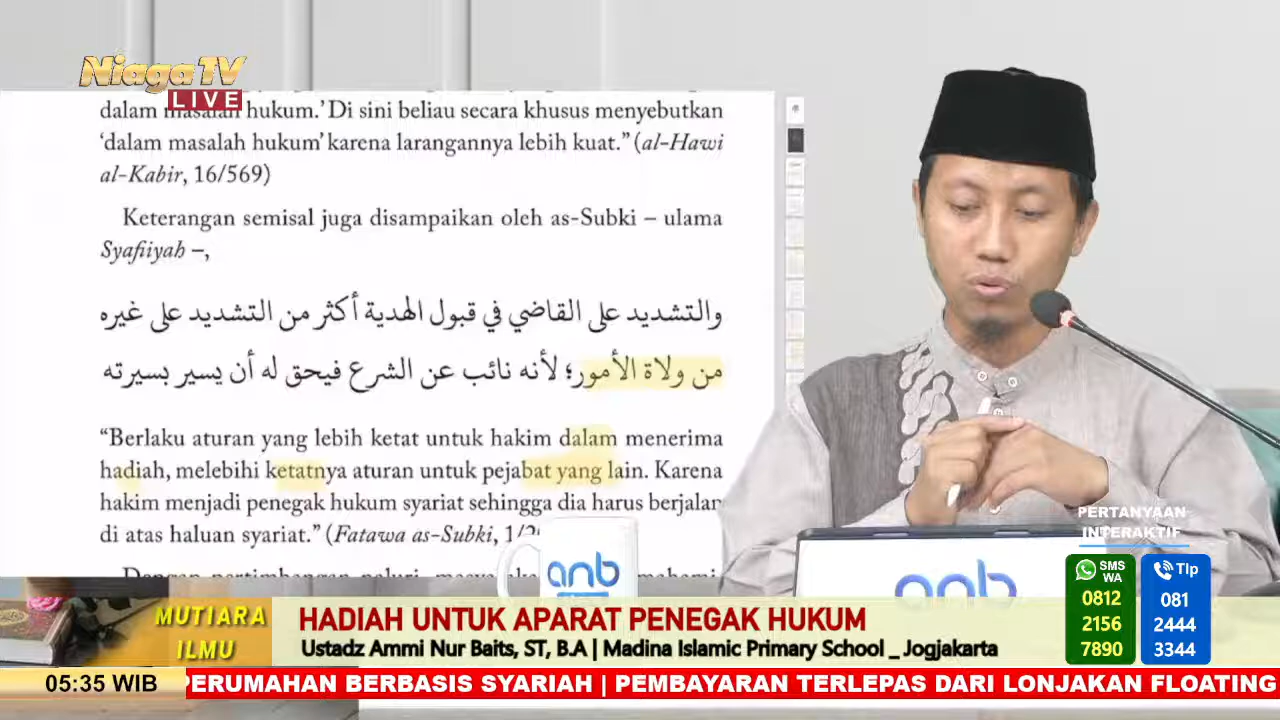 Niaga TV
LIVE
dalam masalah hukum.' Di sini beliau secara khusus menyebutkan
'dalam masalah hukum' karena larangannya lebih kuat." (al-Hawi
al-Kabir, 16/569)
Keterangan semisal juga disampaikan oleh as-Subki – ulama
Syafiiyah –,
والتشديد على القاضي في قبول الهدية أكثر من التشديد على غيره
من ولاة الأمور؛ لأنه نائب عن الشرع فيحق له أن يسير بسيرته
"Berlaku aturan yang lebih ketat untuk hakim dalam menerima
hadiah, melebihi ketatnya aturan untuk pejabat yang lain. Karena
hakim menjadi penegak hukum syariat sehingga dia harus berjalan
di atas haluan syariat." (Fatawa as-Subki,
anb
anb
PERTANYAAN
INTERAKTIF
SMS
WA
0812
2156
7890
Tlp
081
2444
3344
MUTIARA
ILMU
HADIAH UNTUK APARAT PENEGAK HUKUM
Ustadz Ammi Nur Baits, ST, B.A | Madina Islamic Primary School _ Jogjakarta
05:35 WIB
PERUMAHAN BERBASIS SYARIAH | PEMBAYARAN TERLEPAS DARI LONJAKAN FLOATING